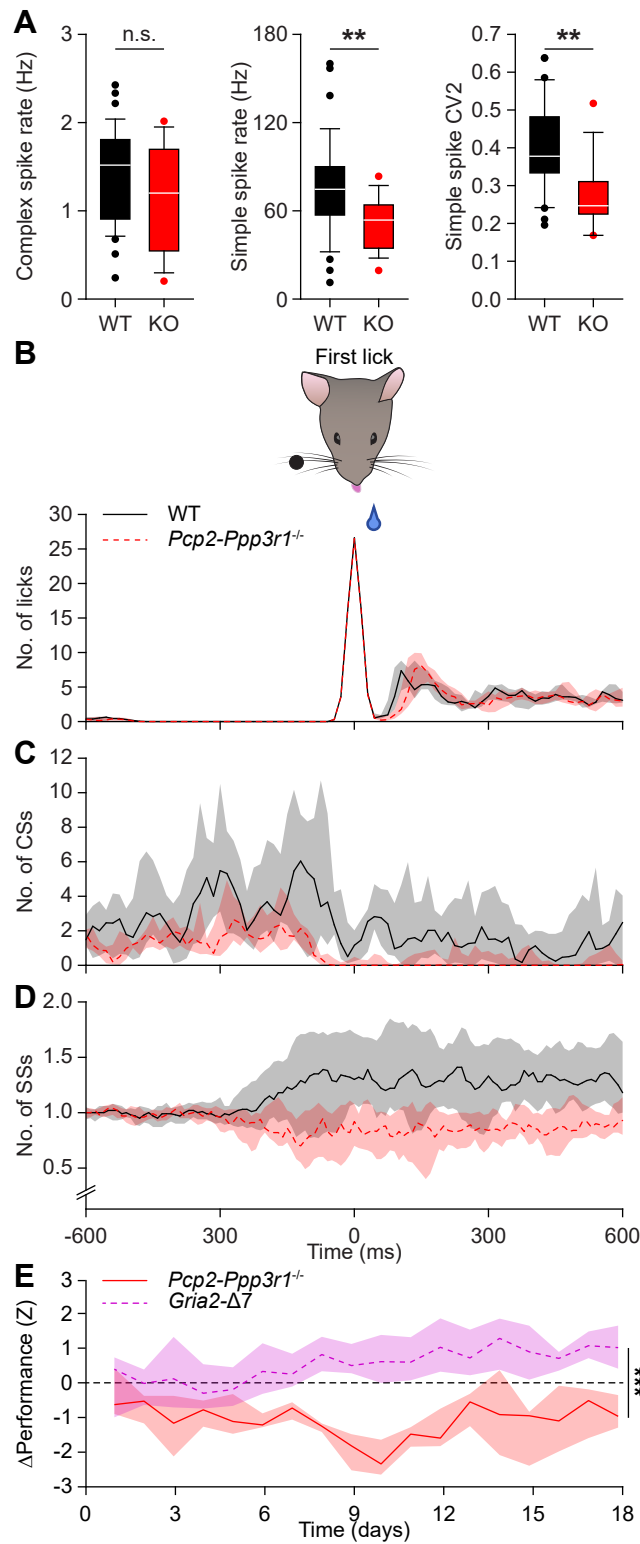 A
Complex spike rate (Hz)
3
2
1
0
n.s.
WT
KO
Simple spike rate (Hz)
180
120
60
0
**
WT
KO
Simple spike CV2
0.7
0.6
0.5
0.4
0.3
0.2
0.1
0.0
**
WT
KO
B
First lick
No. of licks
30
25
20
15
10
5
0
WT
Pcp2-Ppp3r1-/-
C
No. of CSs
12
10
8
6
4
2
0
D
No. of SSs
2.0
1.5
1.0
0.5
-600
300
0
300
600
Time (ms)
E
ΔPerformance (Z)
3
2
1
0
-1
-2
-3
Pcp2-Ppp3r1-/-
Gria2-Δ7
***
0
3
6
9
12
15
18
Time (days)